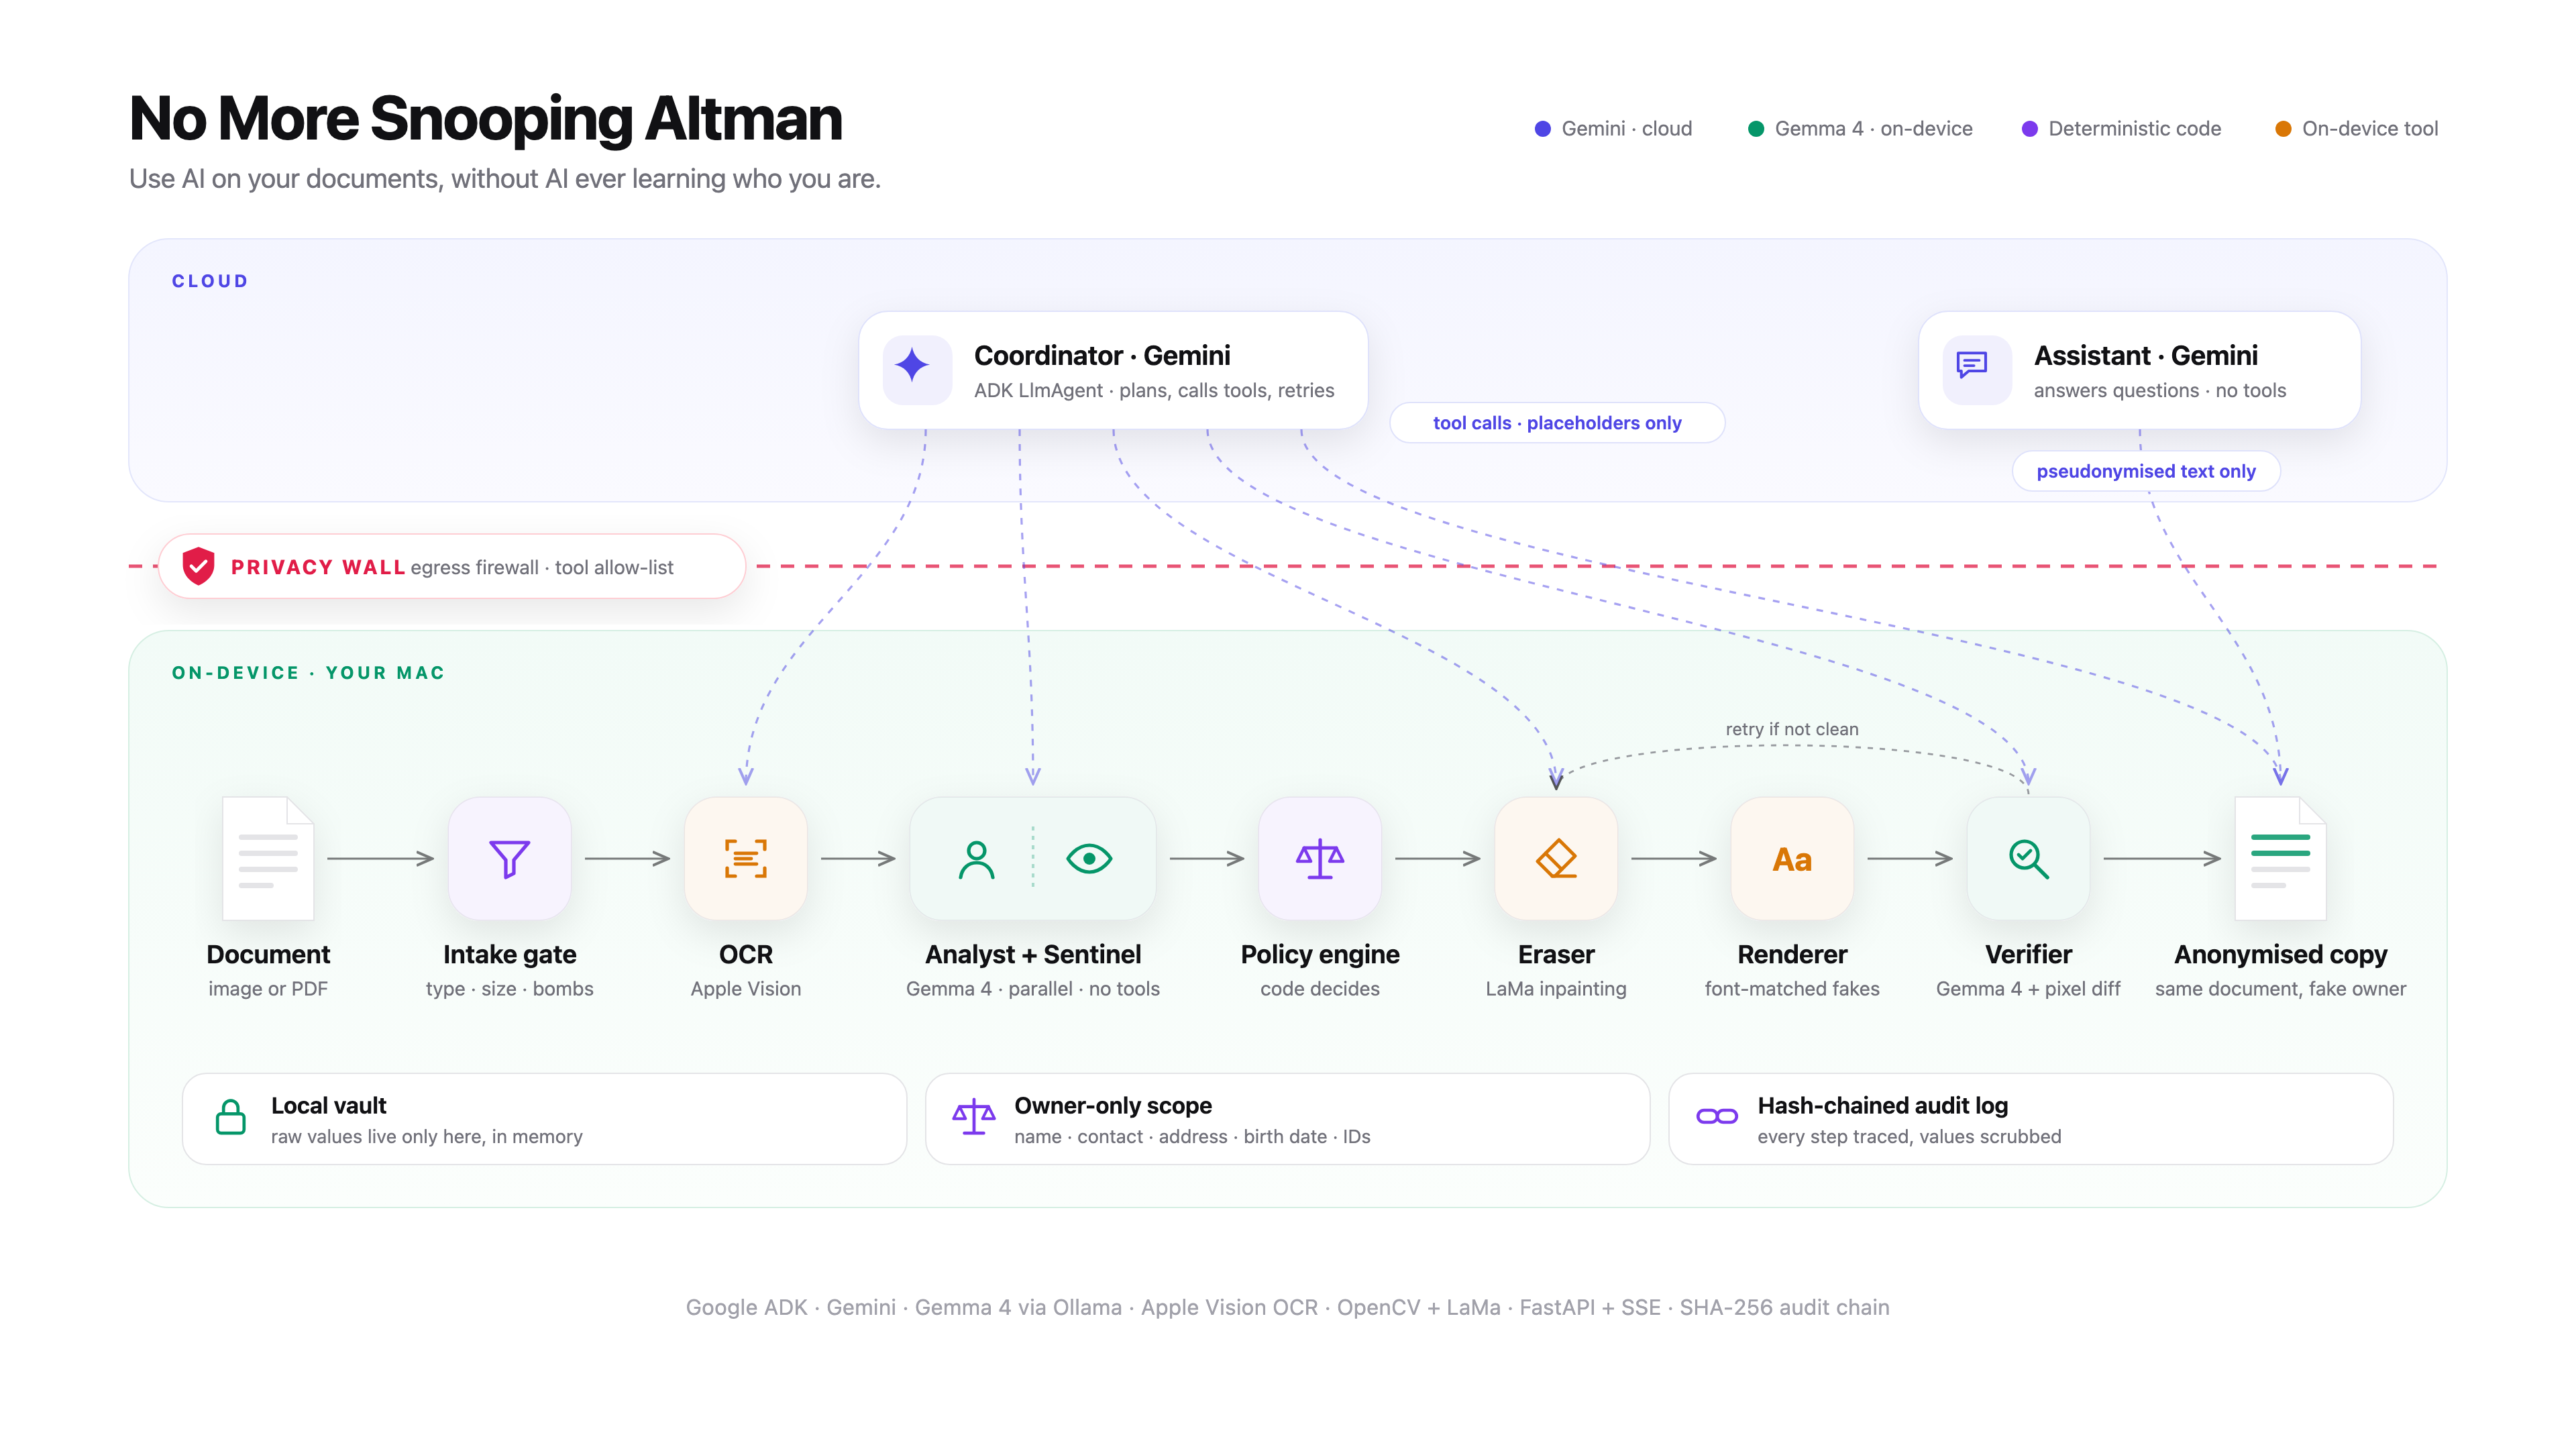 No More Snooping Altman
Use AI on your documents, without AI ever learning who you are.
Gemini · cloud
Gemma 4 · on-device
Deterministic code
On-device tool
CLOUD
Coordinator · Gemini
ADK LlmAgent · plans, calls tools, retries
tool calls · placeholders only
Assistant · Gemini
answers questions · no tools
pseudonymised text only
PRIVACY WALL egress firewall · tool allow-list
ON-DEVICE · YOUR MAC
retry if not clean
Aa
Document
image or PDF
Intake gate
type · size · bombs
OCR
Apple Vision
Analyst + Sentinel
Gemma 4 · parallel · no tools
Policy engine
code decides
Eraser
LaMa inpainting
Renderer
font-matched fakes
Verifier
Gemma 4 + pixel diff
Anonymised copy
same document, fake owner
Local vault
raw values live only here, in memory
Owner-only scope
name · contact · address · birth date · IDs
Hash-chained audit log
every step traced, values scrubbed
Google ADK · Gemini · Gemma 4 via Ollama · Apple Vision OCR · OpenCV + LaMa · FastAPI + SSE · SHA-256 audit chain